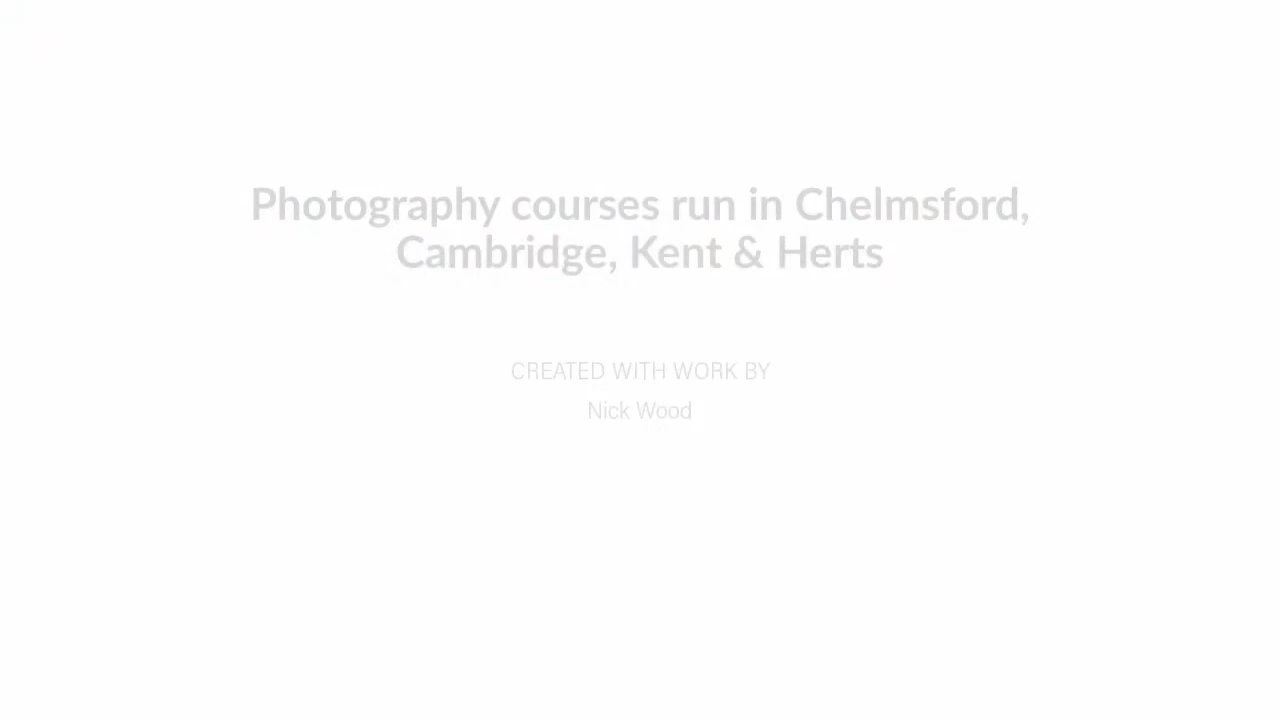 Photography courses run in Chelmsford,
Cambridge, Kent & Herts
CREATED WITH WORK BY
Nick Wood